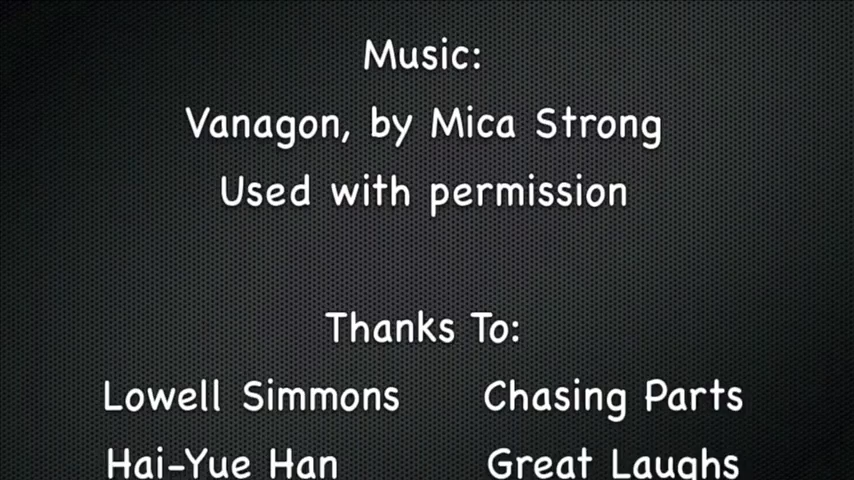 Music:
Vanagon, by Mica Strong
Used with permission
Thanks To:
Lowell Simmons Chasing Parts
Hai-Yue Han Great Laughs